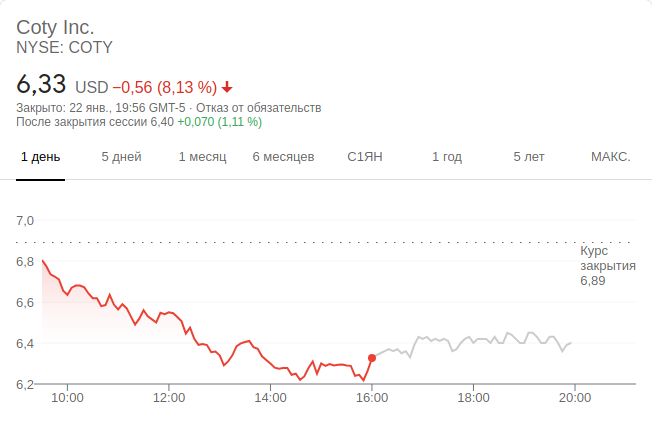 Coty Inc.
NYSE: COTY
6,33 USD −0,56 (8,13 %)
Закрыто: 22 янв., 19:56 GMT-5 · Отказ от обязательств
После закрытия сессии 6,40 +0,070 (1,11 %)
1 день 5 дней 1 месяц 6 месяцев С1ЯН 1 год 5 лет МАКС.
7,0
Курс
закрытия
6,89
6,8
6,6
6,4
6,2
10:00 12:00 14:00 16:00 18:00 20:00